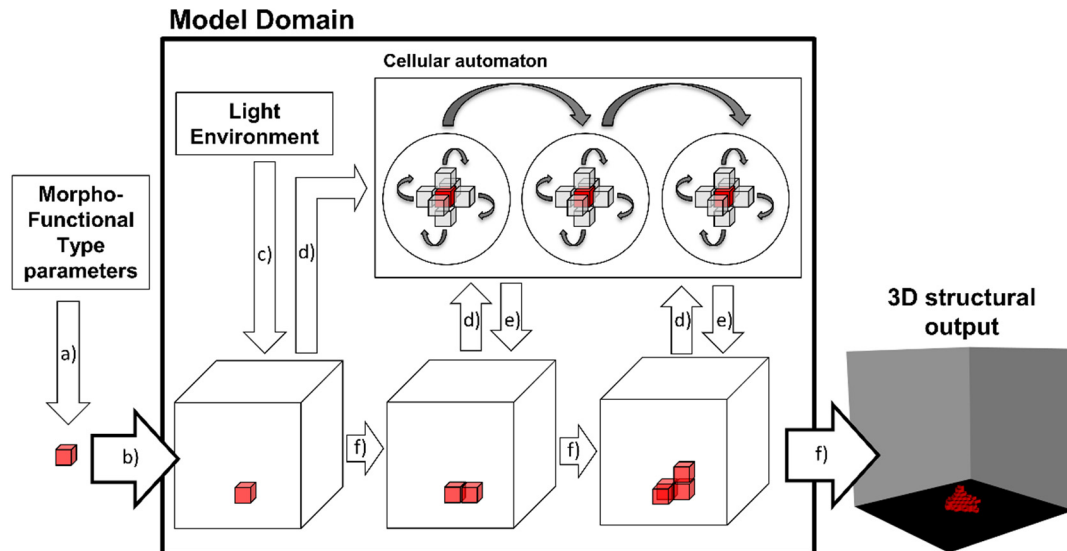 Model Domain
Cellular automaton
Light
Environment
Morpho-
Functional
Type
parameters
c)
d)
a)
d)
e)
d)
e)
3D structural
output
b)
f)
f)
f)